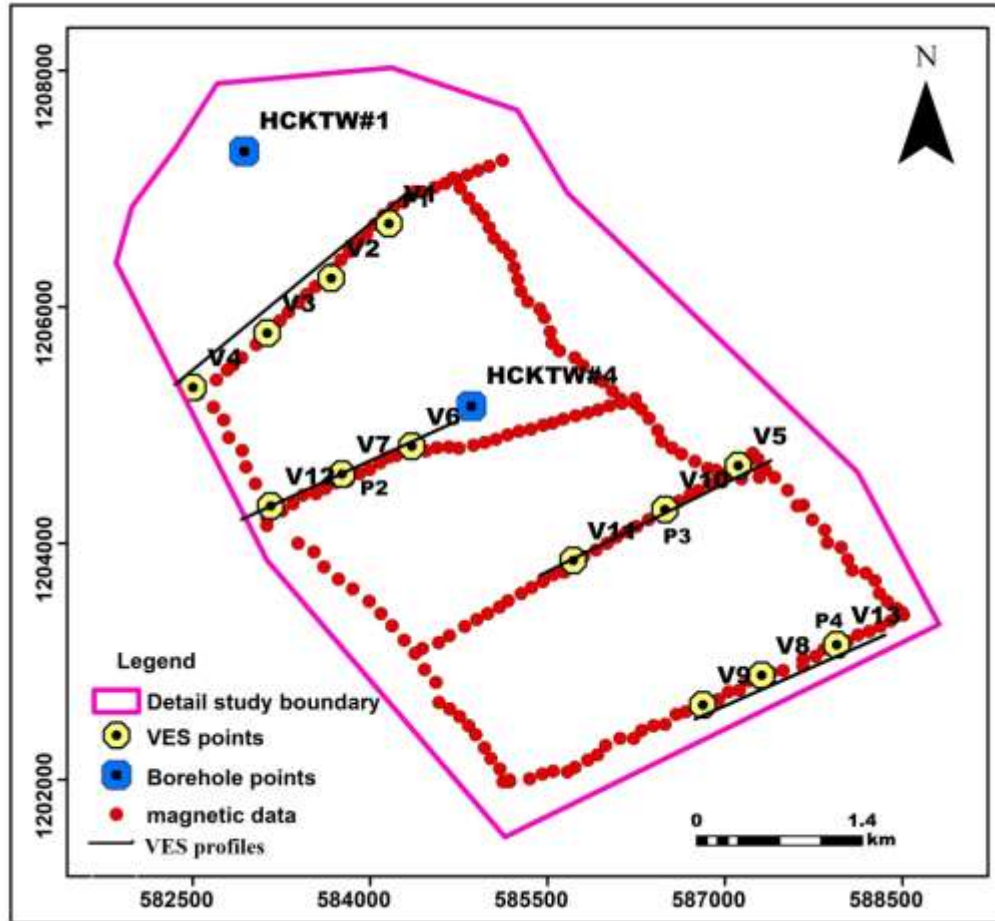 N
1208000
HCKTW#1
V1
P1
V2
1206000
V3
V4
HCKTW#4
V6
V5
V7
V12
P2
V10
1204000
V11
P3
P4
V13
V8
V9
Legend
Detail study boundary
VES points
Borehole points
magnetic data
VES profiles
1202000
0 1.4
km
582500 584000 585500 587000 588500